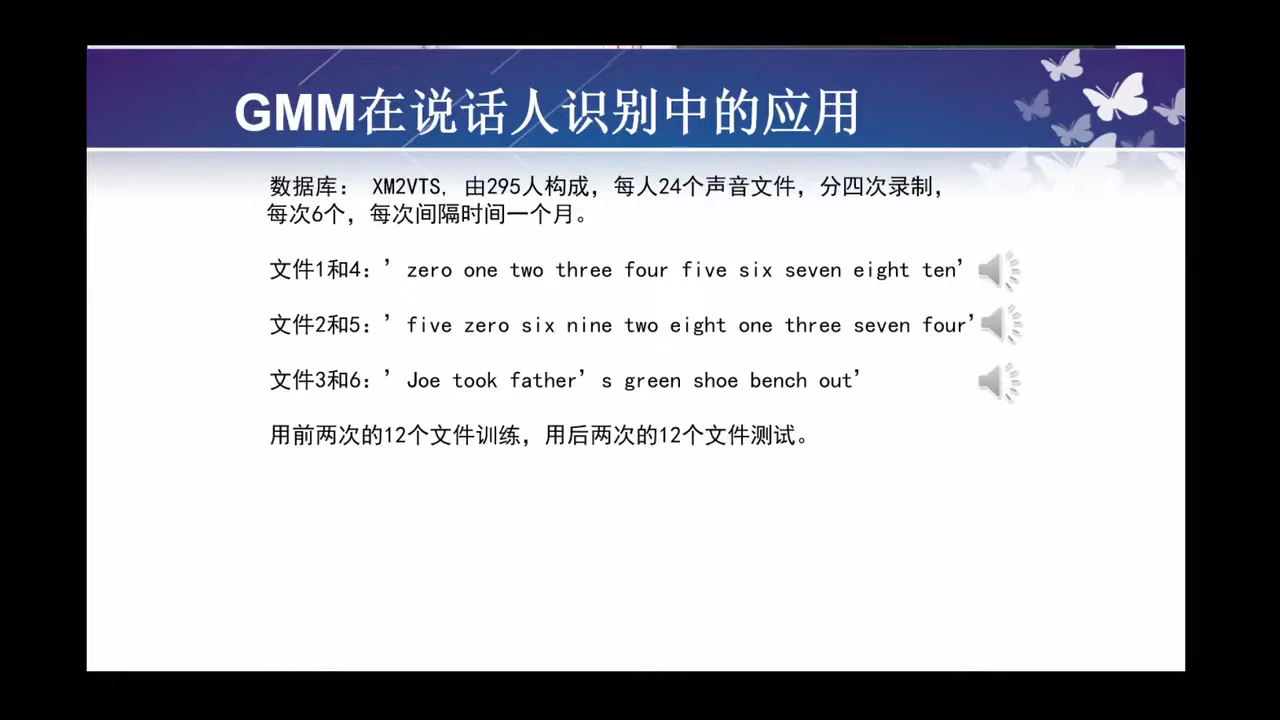 GMM在说话人识别中的应用
数据库： XM2VTS, 由295人构成，每人24个声音文件，分四次录制，
每次6个，每次间隔时间一个月。
文件1和4：’zero one two three four five six seven eight ten’
文件2和5：’five zero six nine two eight one three seven four’
文件3和6：’Joe took father’s green shoe bench out’
用前两次的12个文件训练，用后两次的12个文件测试。